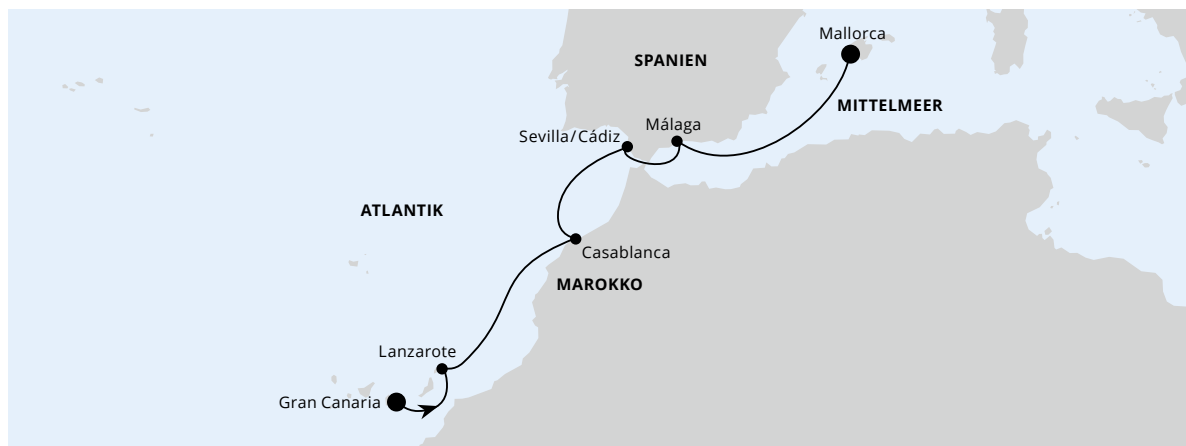 Mallorca
SPANIEN
MITTELMEER
Málaga
Sevilla/Cádiz
ATLANTIK
Casablanca
MAROKKO
Lanzarote
Gran Canaria